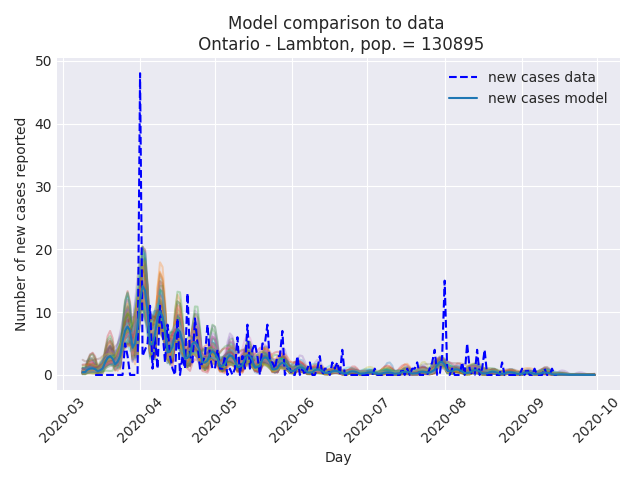 Model comparison to data
Ontario - Lambton, pop. = 130895
new cases data
new cases model
Number of new cases reported
50
40
30
20
10
0
2020-03
2020-04
2020-05
2020-06
2020-07
2020-08
2020-09
2020-10
Day